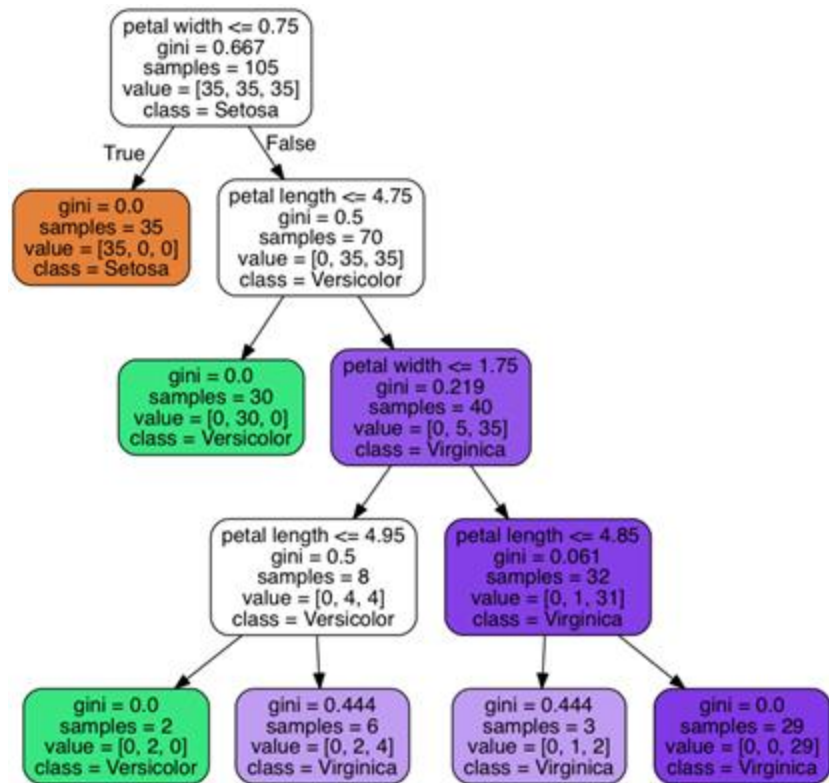 petal width <= 0.75
gini = 0.667
samples = 105
value = [35, 35, 35]
class = Setosa
True
False
gini = 0.0
samples = 35
value = [35, 0, 0]
class = Setosa
petal length <= 4.75
gini = 0.5
samples = 70
value = [0, 35, 35]
class = Versicolor
gini = 0.0
samples = 30
value = [0, 30, 0]
class = Versicolor
petal width <= 1.75
gini = 0.219
samples = 40
value = [0, 5, 35]
class = Virginica
petal length <= 4.95
gini = 0.5
samples = 8
value = [0, 4, 4]
class = Versicolor
petal length <= 4.85
gini = 0.061
samples = 32
value = [0, 1, 31]
class = Virginica
gini = 0.0
samples = 2
value = [0, 2, 0]
class = Versicolor
gini = 0.444
samples = 6
value = [0, 2, 4]
class = Virginica
gini = 0.444
samples = 3
value = [0, 1, 2]
class = Virginica
gini = 0.0
samples = 29
value = [0, 0, 29]
class = Virginica